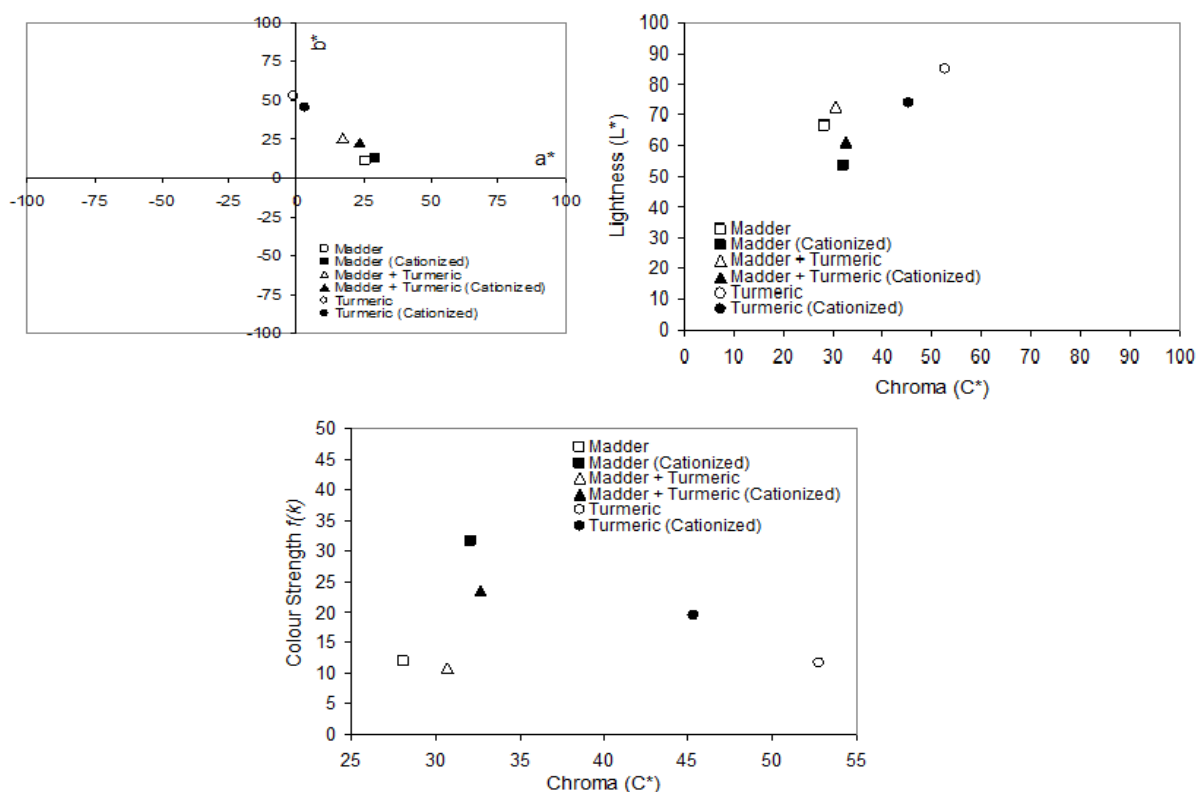 100
*
75
50
25
a*
0
-100
-75
-50
-25
0
25
50
75
100
-25
-50
-75
-100
Madder
Madder (Cationized)
Madder + Turmeric
Madder + Turmeric (Cationized)
Turmeric
Turmeric (Cationized)
Lightness (L*)
100
90
80
70
60
50
40
30
20
10
0
Madder
Madder (Cationized)
Madder + Turmeric
Madder + Turmeric (Cationized)
Turmeric
Turmeric (Cationized)
0 10 20 30 40 50 60 70 80 90 100
Chroma (C*)
Colour Strength f(k)
50
45
40
35
30
25
20
15
10
5
0
Madder
Madder (Cationized)
Madder + Turmeric
Madder + Turmeric (Cationized)
Turmeric
Turmeric (Cationized)
25 30 35 40 45 50 55
Chroma (C*)